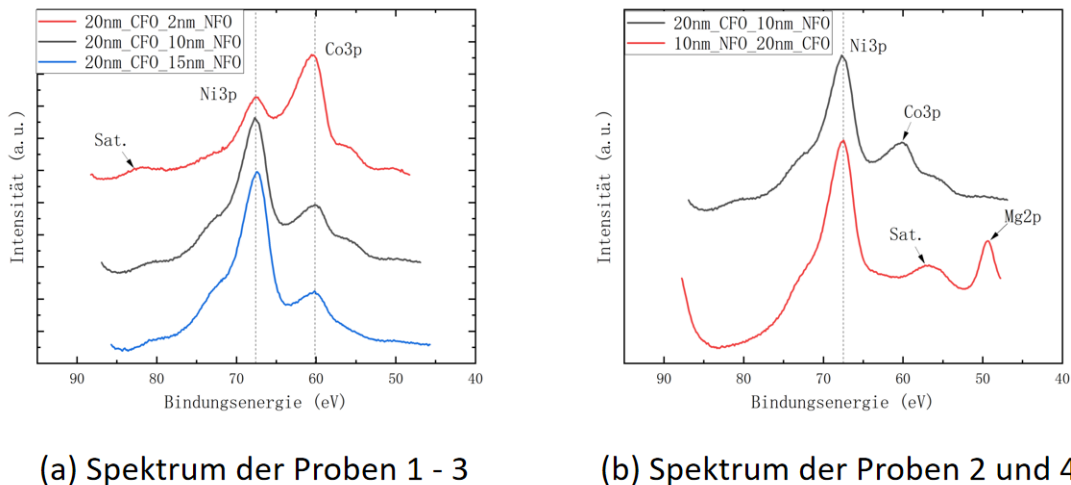 20nm_CFO_2nm_NFO
20nm_CFO_10nm_NFO
20nm_CFO_15nm_NFO
Co3p
Ni3p
Sat.
Intensität (a.u.)
90 80 70 60 50 40
Bindungsenergie (eV)
(a) Spektrum der Proben 1 - 3
20nm_CFO_10nm_NFO
10nm_NFO_20nm_CFO
Ni3p
Co3p
Sat.
Mg2p
Intensität (a.u.)
90 80 70 60 50 40
Bindungsenergie (eV)
(b) Spektrum der Proben 2 und 4